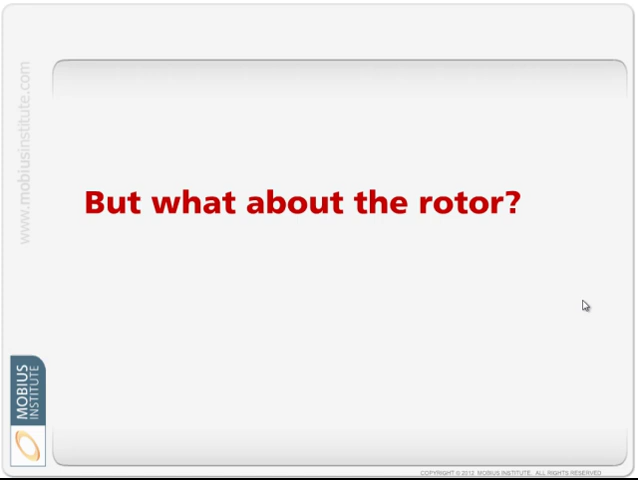 www.mobiusinstitute.com
But what about the rotor?
MOBIUS
INSTITUTE
COPYRIGHT © 2012 MOBIUS INSTITUTE. ALL RIGHTS RESERVED